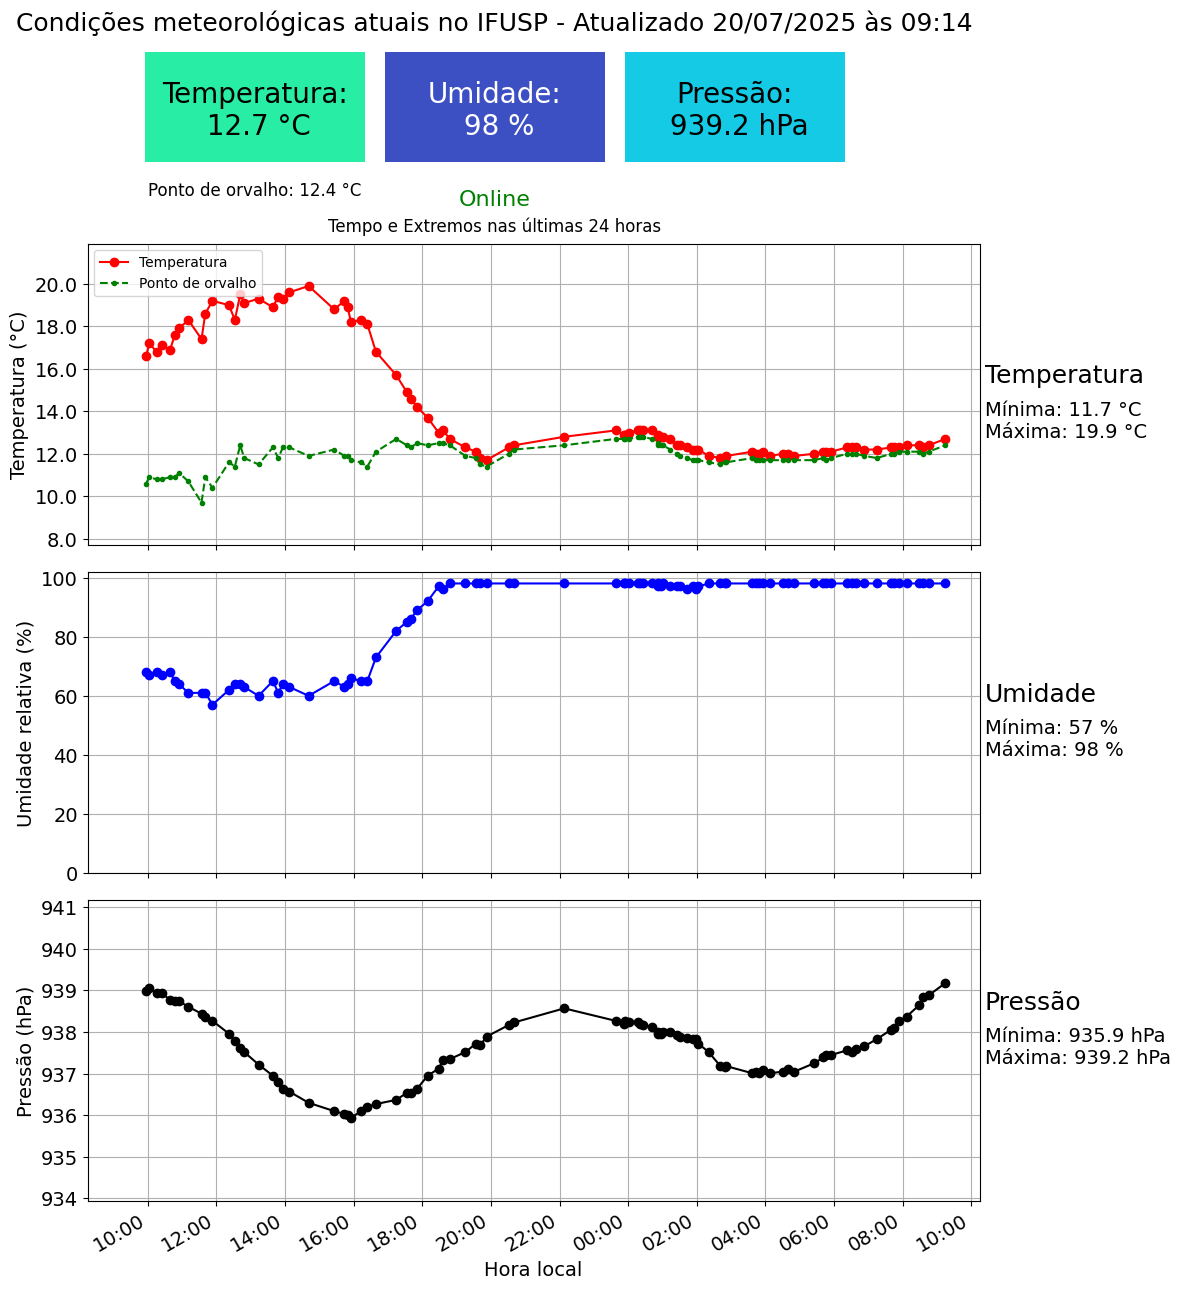 Condições meteorológicas atuais no IFUSP - Atualizado 20/07/2025 às 09:14
Temperatura:
12.7 °C
Umidade:
98 %
Pressão:
939.2 hPa
Ponto de orvalho: 12.4 °C
Online
Tempo e Extremos nas últimas 24 horas
Temperatura
Ponto de orvalho
Temperatura (°C)
20.0
18.0
16.0
14.0
12.0
10.0
8.0
Temperatura
Mínima: 11.7 °C
Máxima: 19.9 °C
Umidade relativa (%)
100
80
60
40
20
0
Umidade
Mínima: 57 %
Máxima: 98 %
Pressão (hPa)
941
940
939
938
937
936
935
934
Pressão
Mínima: 935.9 hPa
Máxima: 939.2 hPa
10:00 12:00 14:00 16:00 18:00 20:00 22:00 00:00 02:00 04:00 06:00 08:00 10:00
Hora local